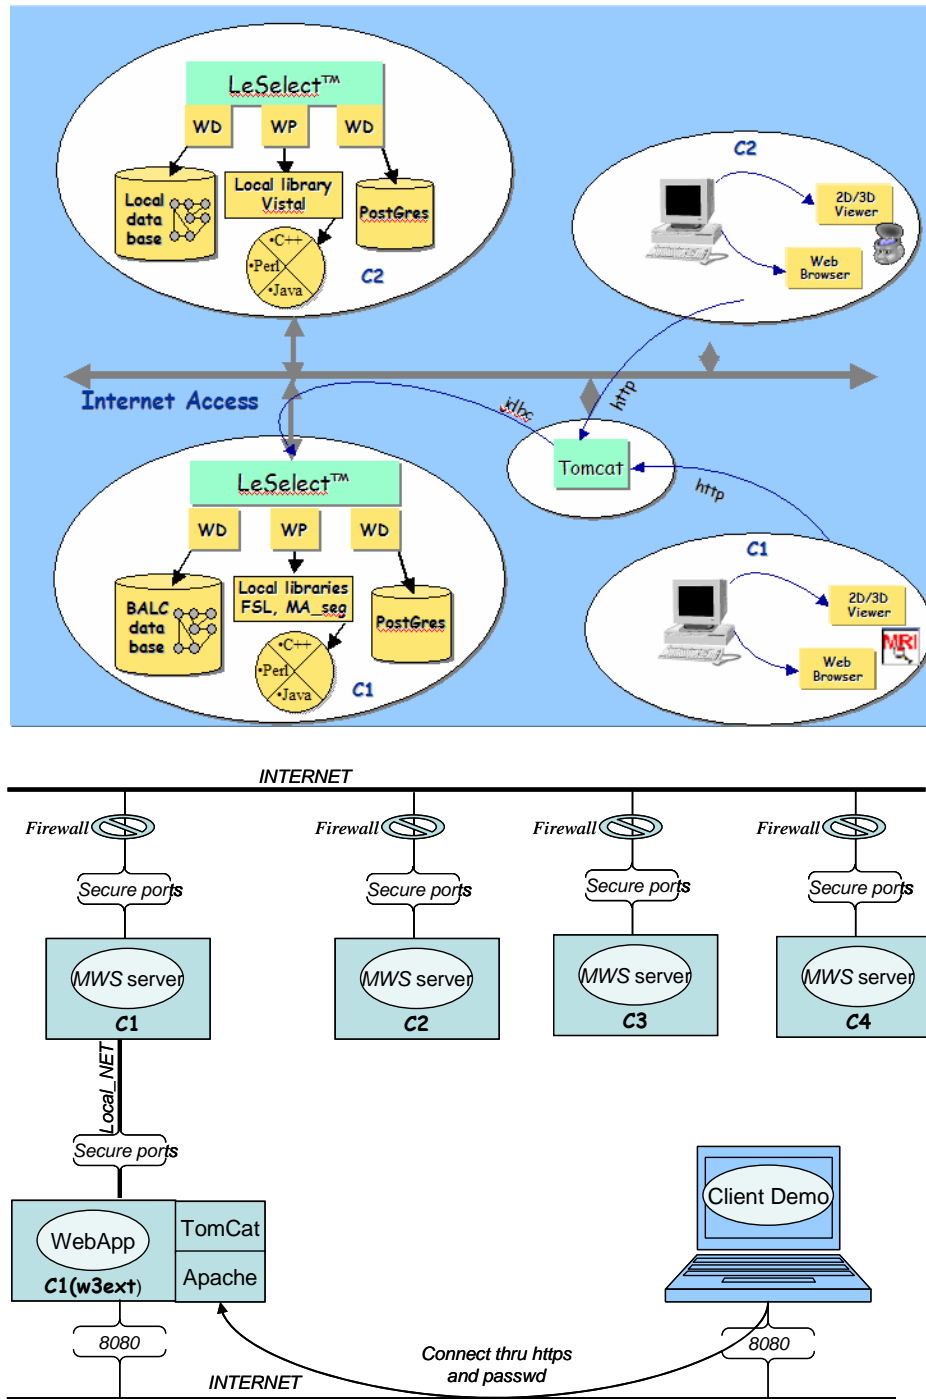 LeSelect™
WD
WP
WD
Local
data
base
Local library
Vistal
PostGres
•C++
•Perl
•Java
C2
C2
2D/3D
Viewer
Web
Browser
Internet Access
jdbc
http
Tomcat
http
LeSelect™
WD
WP
WD
BALC
data
base
Local libraries
FSL, MA_seg
PostGres
•C++
•Perl
•Java
C1
C1
2D/3D
Viewer
MRI
Web
Browser
INTERNET
Firewall
Firewall
Firewall
Firewall
Secure ports
Secure ports
Secure ports
Secure ports
MWS server
C1
MWS server
C2
MWS server
C3
MWS server
C4
Local_NET
Secure ports
WebApp
C1(w3ext)
TomCat
Apache
Client Demo
8080
Connect thru https
and passwd
8080
INTERNET